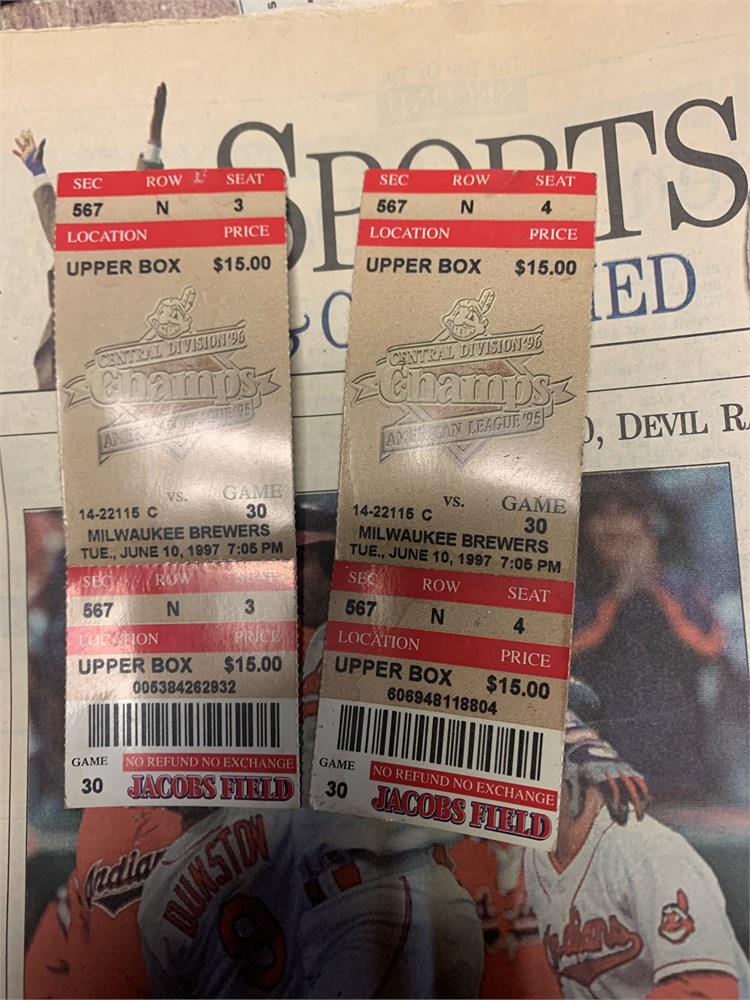 SPORTS
& C IED
, DEVIL R
SEC ROW SEAT
567 N 3
LOCATION PRICE
UPPER BOX $15.00
CENTRAL DIVISION '96
Champs
AMERICAN LEAGUE '95
VS. GAME
14-22115 C 30
MILWAUKEE BREWERS
TUE., JUNE 10, 1997 7:05 PM
SEC ROW SEAT
567 N 3
LOCATION PRICE
UPPER BOX $15.00
005384262932
GAME NO REFUND NO EXCHANGE
30 JACOBS FIELD
SEC ROW SEAT
567 N 4
LOCATION PRICE
UPPER BOX $15.00
CENTRAL DIVISION '96
Champs
AMERICAN LEAGUE '95
VS. GAME
14-22115 C 30
MILWAUKEE BREWERS
TUE., JUNE 10, 1997 7:05 PM
SEC ROW SEAT
567 N 4
LOCATION PRICE
UPPER BOX $15.00
606948118804
GAME NO REFUND NO EXCHANGE
30 JACOBS FIELD
Indian
DUNSTON
9
Indians